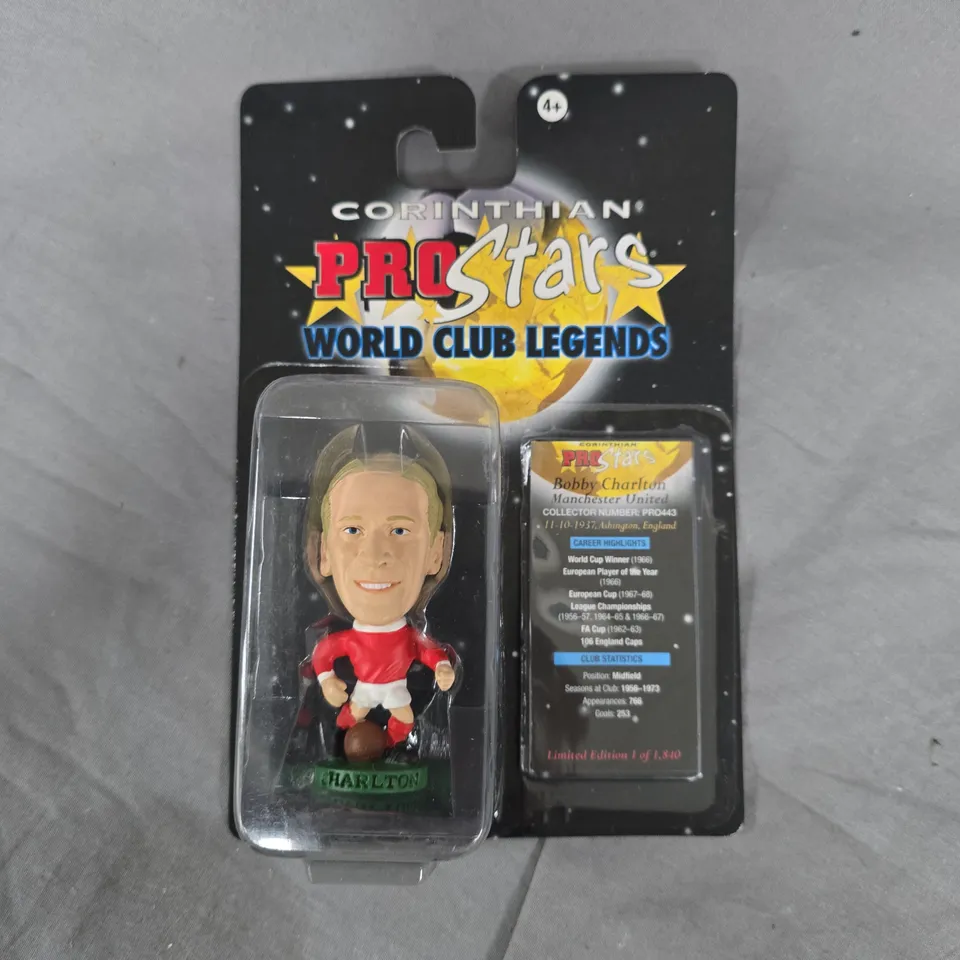 4+
CORINTHIAN®
PROStars
WORLD CLUB LEGENDS
CHARLTON
CORINTHIAN
PROStars
Bobby Charlton
Manchester United
COLLECTOR NUMBER: PRO443
11-10-1937, Ashington, England
CAREER HIGHLIGHTS
World Cup Winner (1966)
European Player of the Year
(1966)
European Cup (1967-68)
League Championships
(1956-57, 1964-65 & 1966-67)
FA Cup (1962-63)
106 England Caps
CLUB STATISTICS
Position: Midfield
Seasons at Club: 1956-1973
Appearances: 766
Goals: 253
Limited Edition 1 of 1,840